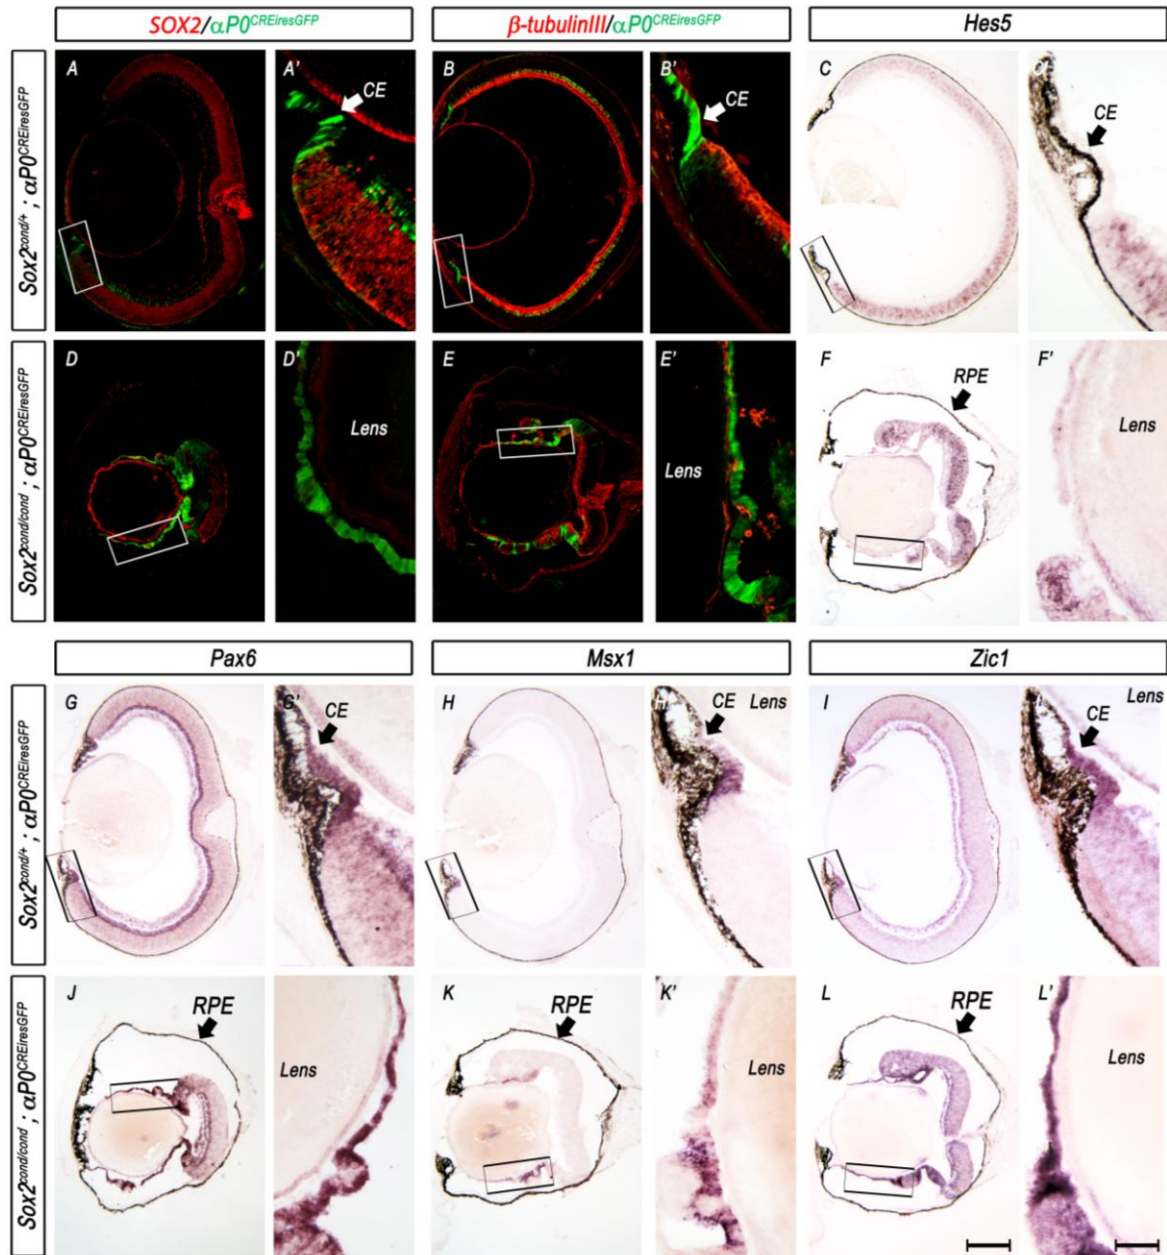 SOX2/αP0CREiresGFP
β-tubulinIII/αP0CREiresGFP
Hes5
Sox2cond/+ ; αP0CREiresGFP
A
A'
CE
B
B'
CE
C
C'
CE
Sox2cond/cond ; αP0CREiresGFP
D
D'
Lens
E
E'
Lens
F
RPE
F'
Lens
Pax6
Msx1
Zic1
Sox2cond/+ ; αP0CREiresGFP
G
G'
CE
H
H'
CE
Lens
I
CE
Lens
Sox2cond/cond ; αP0CREiresGFP
J
RPE
Lens
K
RPE
K'
Lens
L
RPE
L'
Lens